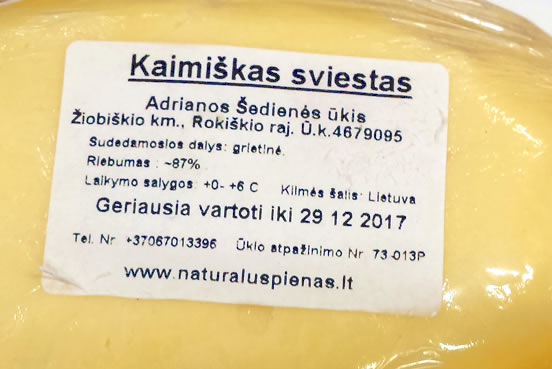 Kaimiškas sviestas
Adrianos Šedienės ūkis
Žiobiškio km., Rokiškio raj. Ū.k.4679095
Sudedamosios dalys: grietinė.
Riebumas : ~87%
Laikymo salygos: +0- +6 C Kilmės šalis: Lietuva
Geriausia vartoti iki 29 12 2017
Tel. Nr +37067013396 Ūkio atpažinimo Nr 73-013P
www.naturaluspienas.lt